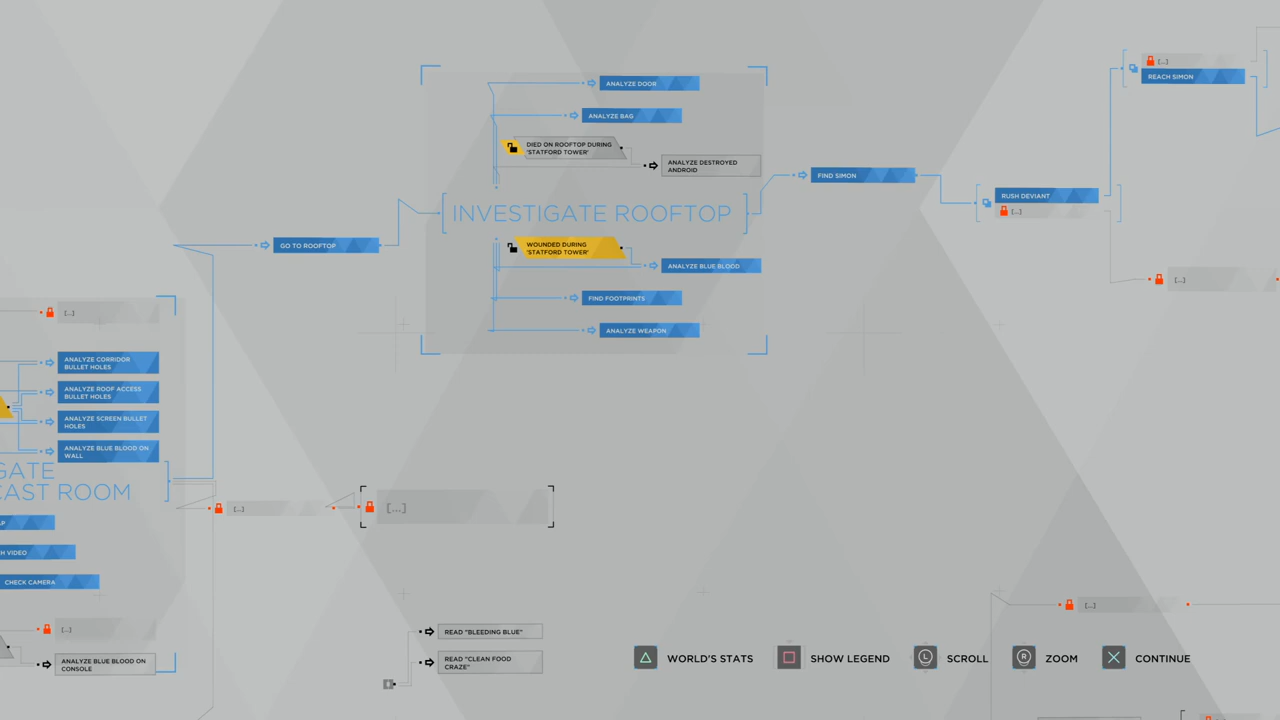 [...]
REACH SIMON
ANALYZE DOOR
ANALYZE BAG
DIED ON ROOFTOP DURING
'STATFORD TOWER'
ANALYZE DESTROYED
ANDROID
FIND SIMON
RUSH DEVIANT
[...]
INVESTIGATE ROOFTOP
GO TO ROOFTOP
WOUNDED DURING
'STATFORD TOWER'
ANALYZE BLUE BLOOD
[...]
FIND FOOTPRINTS
ANALYZE WEAPON
[...]
ANALYZE CORRIDOR
BULLET HOLES
ANALYZE ROOF ACCESS
BULLET HOLES
ANALYZE SCREEN BULLET
HOLES
ANALYZE BLUE BLOOD ON
WALL
GATE
CAST ROOM
[...]
[...]
AP
H VIDEO
CHECK CAMERA
[...]
[...]
ANALYZE BLUE BLOOD ON
CONSOLE
READ "BLEEDING BLUE"
READ "CLEAN FOOD
CRAZE"
WORLD'S STATS
SHOW LEGEND
L
SCROLL
R
ZOOM
CONTINUE